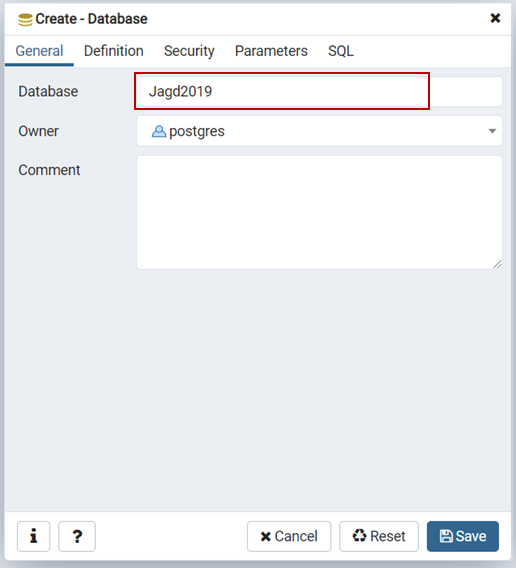 Create - Database
General Definition Security Parameters SQL
Database Jagd2019
Owner postgres
Comment
i ? Cancel Reset Save